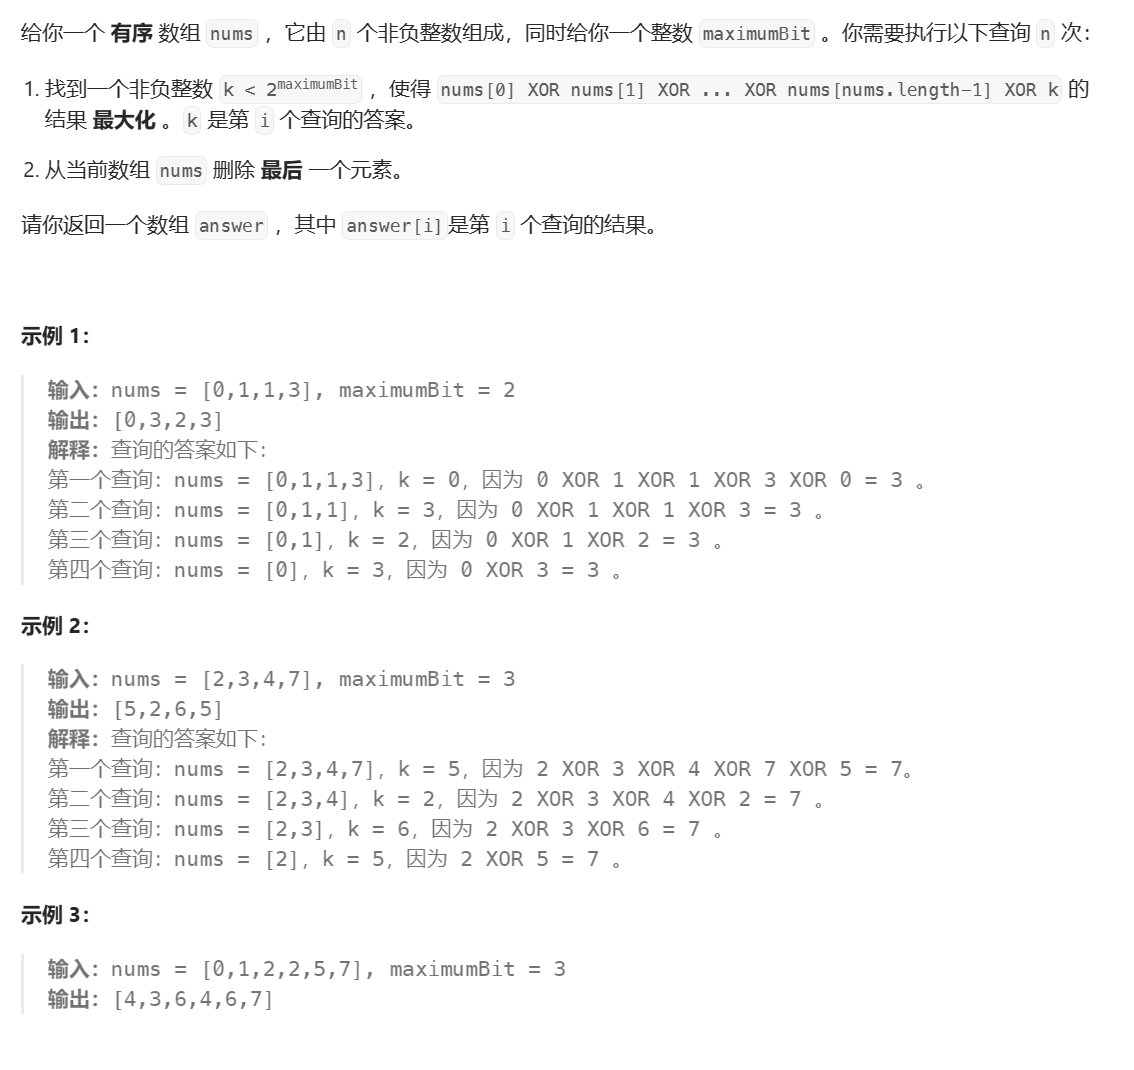 给你一个 有序 数组 nums ，它由 n 个非负整数组成，同时给你一个整数 maximumBit 。你需要执行以下查询 n 次：
1. 找到一个非负整数 k < 2maximumBit ，使得 nums[0] XOR nums[1] XOR ... XOR nums[nums.length-1] XOR k 的
结果 最大化 。k 是第 i 个查询的答案。
2. 从当前数组 nums 删除 最后 一个元素。
请你返回一个数组 answer ，其中 answer[i]是第 i 个查询的结果。
示例 1：
输入：nums = [0,1,1,3], maximumBit = 2
输出：[0,3,2,3]
解释：查询的答案如下：
第一个查询：nums = [0,1,1,3]，k = 0，因为 0 XOR 1 XOR 1 XOR 3 XOR 0 = 3 。
第二个查询：nums = [0,1,1]，k = 3，因为 0 XOR 1 XOR 1 XOR 3 = 3 。
第三个查询：nums = [0,1]，k = 2，因为 0 XOR 1 XOR 2 = 3 。
第四个查询：nums = [0]，k = 3，因为 0 XOR 3 = 3 。
示例 2：
输入：nums = [2,3,4,7], maximumBit = 3
输出：[5,2,6,5]
解释：查询的答案如下：
第一个查询：nums = [2,3,4,7]，k = 5，因为 2 XOR 3 XOR 4 XOR 7 XOR 5 = 7。
第二个查询：nums = [2,3,4]，k = 2，因为 2 XOR 3 XOR 4 XOR 2 = 7 。
第三个查询：nums = [2,3]，k = 6，因为 2 XOR 3 XOR 6 = 7 。
第四个查询：nums = [2]，k = 5，因为 2 XOR 5 = 7 。
示例 3：
输入：nums = [0,1,2,2,5,7], maximumBit = 3
输出：[4,3,6,4,6,7]